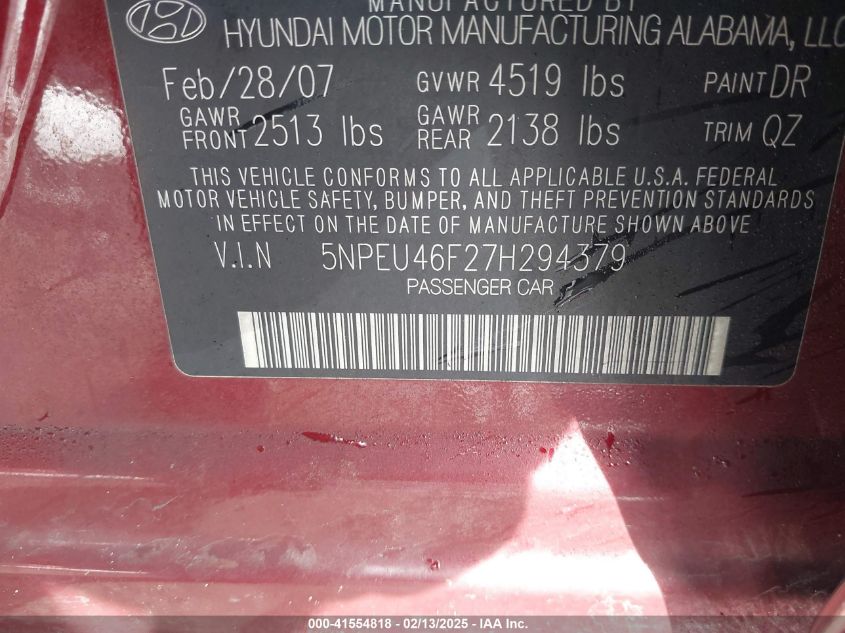 MANUFACTURED BY
HYUNDAI MOTOR MANUFACTURING ALABAMA, LLC
Feb/28/07 GVWR 4519 lbs PAINT DR
GAWR FRONT 2513 lbs GAWR REAR 2138 lbs TRIM QZ
THIS VEHICLE CONFORMS TO ALL APPLICABLE U.S.A. FEDERAL
MOTOR VEHICLE SAFETY, BUMPER, AND THEFT PREVENTION STANDARDS
IN EFFECT ON THE DATE OF MANUFACTURE SHOWN ABOVE
V.I.N 5NPEU46F27H294379
PASSENGER CAR
000-41554818 - 02/13/2025 - IAA Inc.